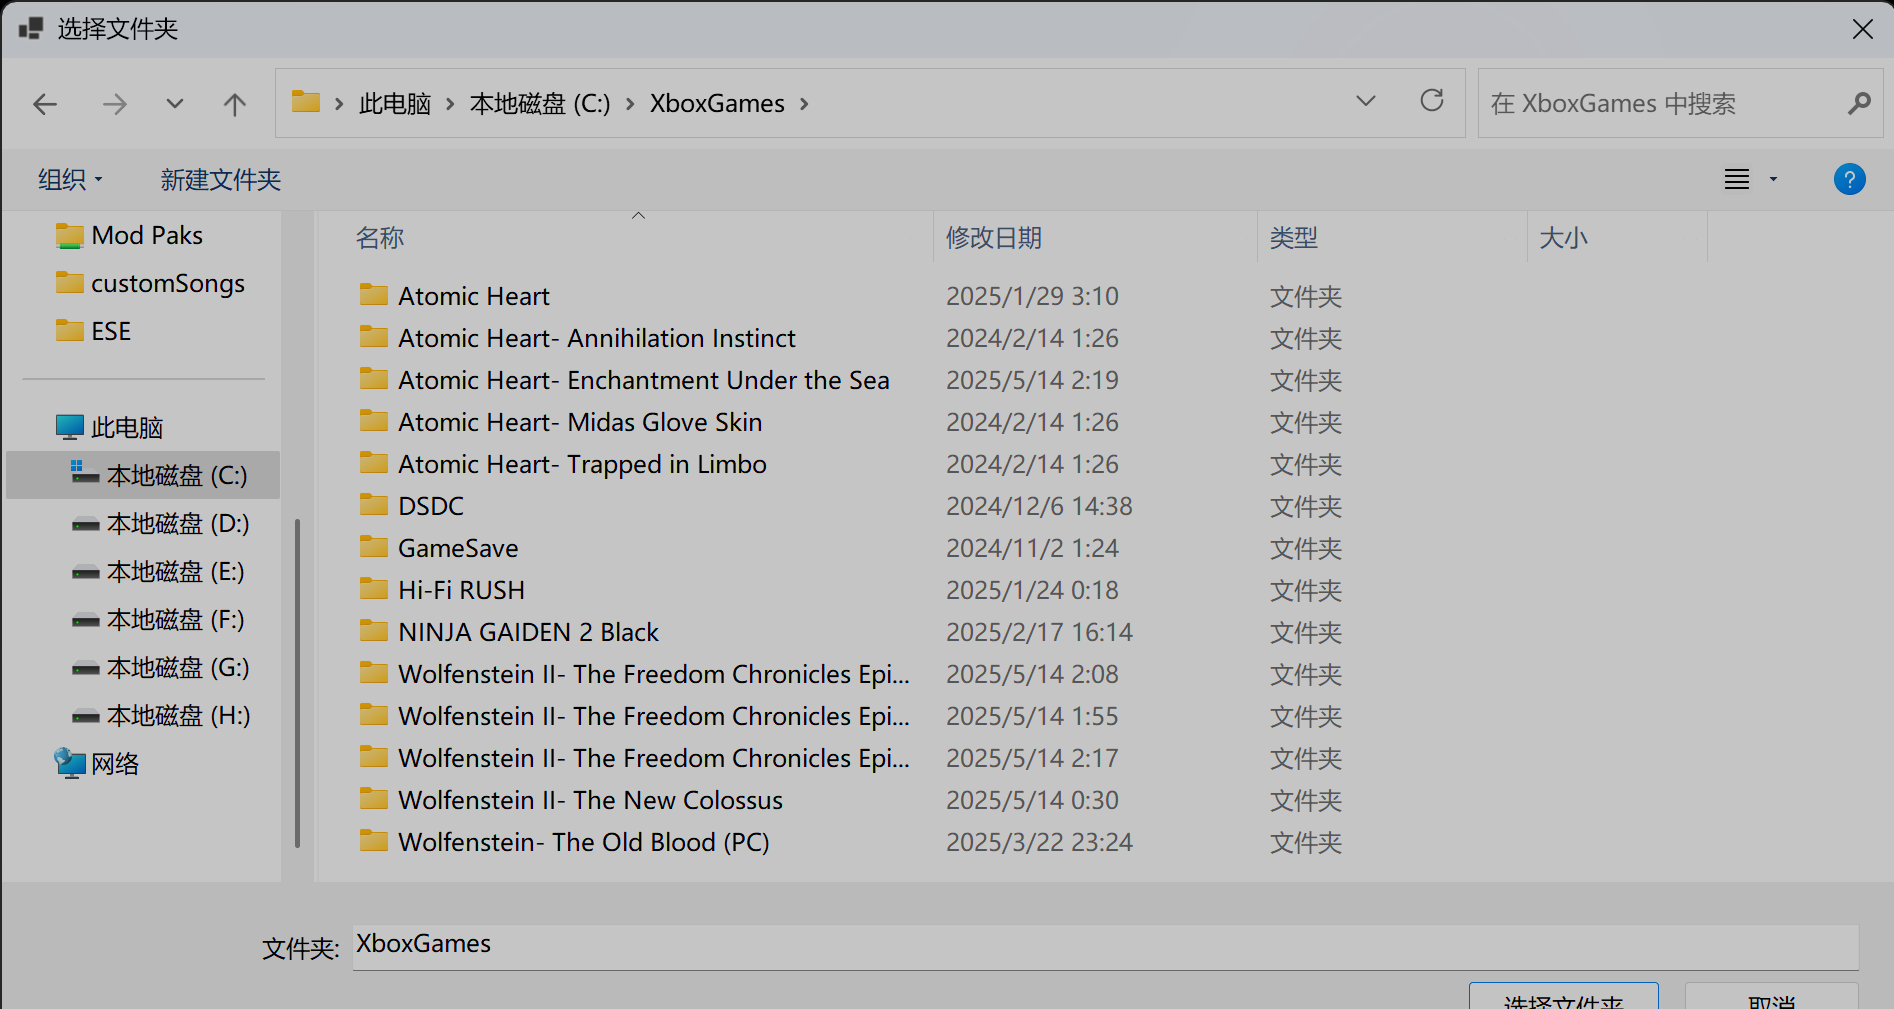 选择文件夹
此电脑 本地磁盘 (C:) XboxGames
在 XboxGames 中搜索
组织 新建文件夹
?
Mod Paks
customSongs
ESE
此电脑
本地磁盘 (C:)
本地磁盘 (D:)
本地磁盘 (E:)
本地磁盘 (F:)
本地磁盘 (G:)
本地磁盘 (H:)
网络
名称 修改日期 类型 大小
Atomic Heart 2025/1/29 3:10 文件夹
Atomic Heart- Annihilation Instinct 2024/2/14 1:26 文件夹
Atomic Heart- Enchantment Under the Sea 2025/5/14 2:19 文件夹
Atomic Heart- Midas Glove Skin 2024/2/14 1:26 文件夹
Atomic Heart- Trapped in Limbo 2024/2/14 1:26 文件夹
DSDC 2024/12/6 14:38 文件夹
GameSave 2024/11/2 1:24 文件夹
Hi-Fi RUSH 2025/1/24 0:18 文件夹
NINJA GAIDEN 2 Black 2025/2/17 16:14 文件夹
Wolfenstein II- The Freedom Chronicles Epi... 2025/5/14 2:08 文件夹
Wolfenstein II- The Freedom Chronicles Epi... 2025/5/14 1:55 文件夹
Wolfenstein II- The Freedom Chronicles Epi... 2025/5/14 2:17 文件夹
Wolfenstein II- The New Colossus 2025/5/14 0:30 文件夹
Wolfenstein- The Old Blood (PC) 2025/3/22 23:24 文件夹
文件夹: XboxGames
选择文件夹 取消